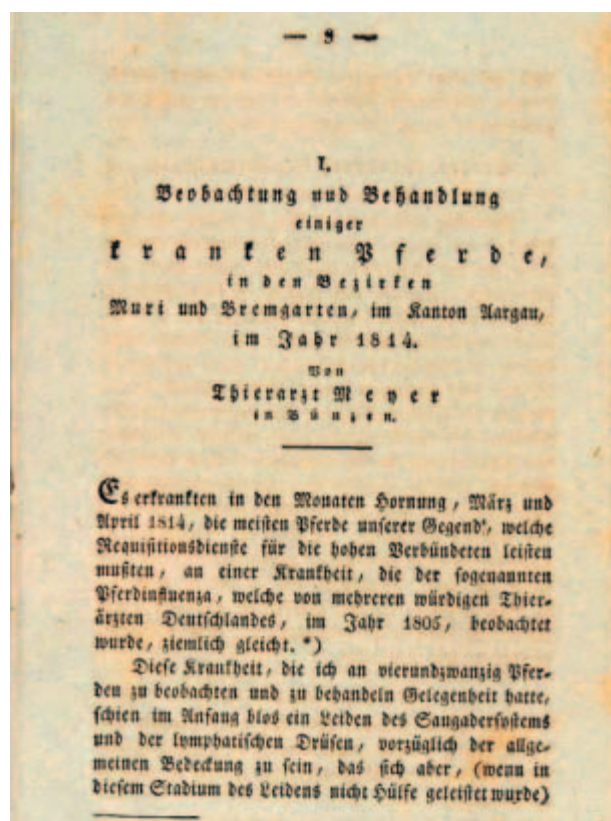 — 8 —
I.
Beobachtung und Behandlung
einiger
kranken Pferde,
in den Bezirken
Muri und Bremgarten, im Kanton Aargau,
im Jahr 1814.
Von
Thierarzt Meyer
in Bünzen.
Es erkrankten in den Monaten Hornung, März und
April 1814, die meisten Pferde unserer Gegend, welche
Requisitionsdienste für die hohen Verbündeten leisten
mußten, an einer Krankheit, die der sogenannten
Pferdinfluenza, welche von mehreren würdigen Thier-
ärzten Deutschlandes, im Jahr 1805, beobachtet
wurde, ziemlich gleicht. *)
Diese Krankheit, die ich an vierundzwanzig Pfer-
den zu beobachten und zu behandeln Gelegenheit hatte,
schien im Anfang blos ein Leiden des Saugadersystems
und der lymphatischen Drüsen, vorzüglich der allge-
meinen Bedeckung zu sein, das sich aber, (wenn in
diesem Stadium des Leidens nicht Hülfe geleistet wurde)